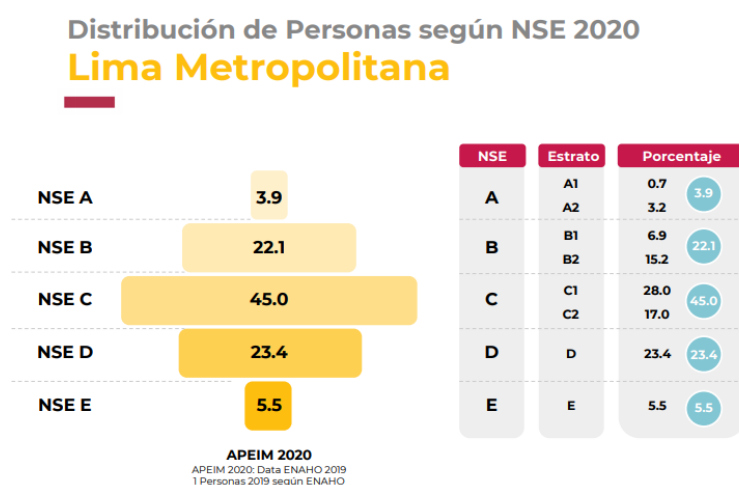 Distribución de Personas según NSE 2020
Lima Metropolitana
NSE A 3.9
NSE B 22.1
NSE C 45.0
NSE D 23.4
NSE E 5.5
APEIM 2020
APEIM 2020: Data ENAHO 2019
1 Personas 2019 según ENAHO
NSE Estrato Porcentaje
A A1 0.7 3.9
A2 3.2
B B1 6.9 22.1
B2 15.2
C C1 28.0 45.0
C2 17.0
D D 23.4 23.4
E E 5.5 5.5